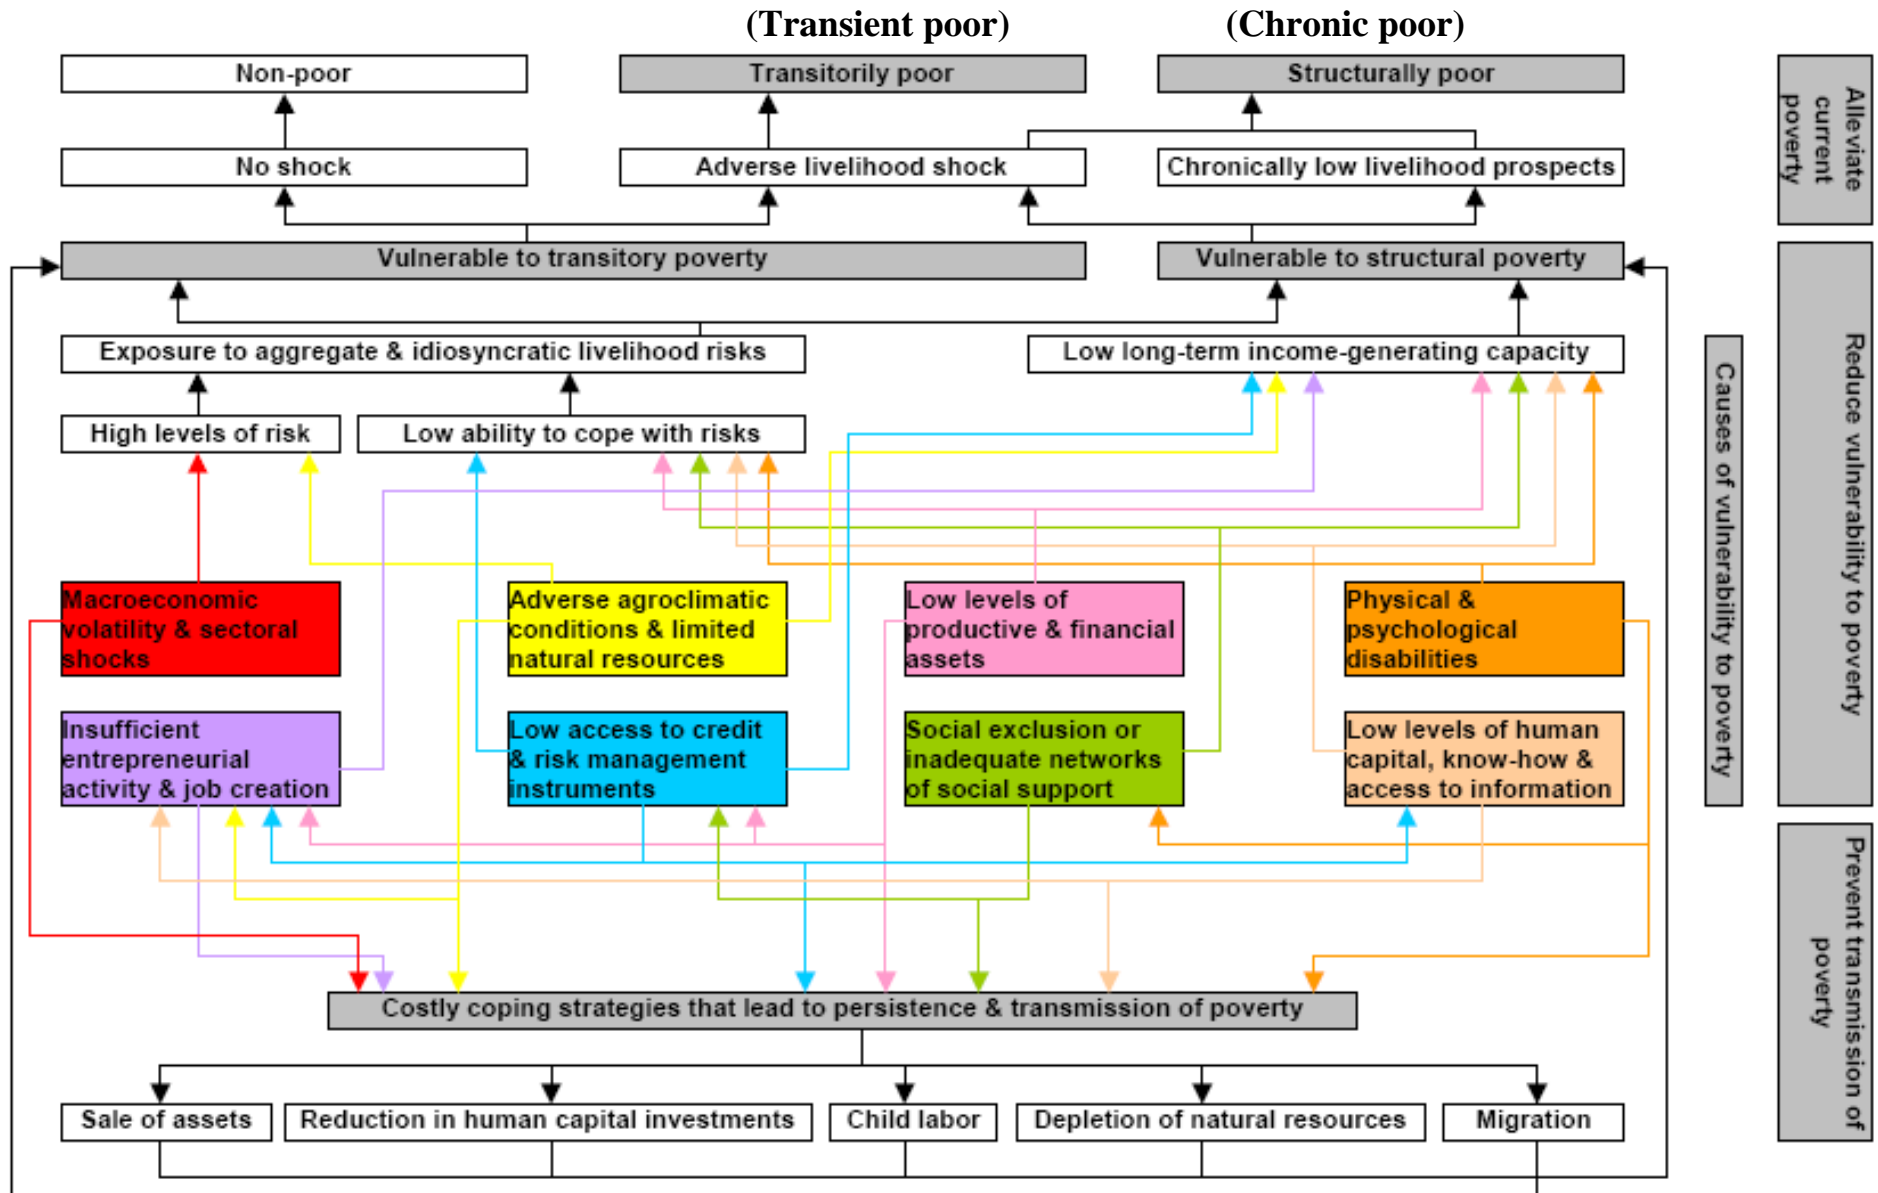 (Transient poor)
(Chronic poor)
Non-poor
Transitorily poor
Structurally poor
No shock
Adverse livelihood shock
Chronically low livelihood prospects
Vulnerable to transitory poverty
Vulnerable to structural poverty
Exposure to aggregate & idiosyncratic livelihood risks
Low long-term income-generating capacity
High levels of risk
Low ability to cope with risks
Macroeconomic
volatility & sectoral
shocks
Adverse agroclimatic
conditions & limited
natural resources
Low levels of
productive & financial
assets
Physical &
psychological
disabilities
Insufficient
entrepreneurial
activity & job creation
Low access to credit
& risk management
instruments
Social exclusion or
inadequate networks
of social support
Low levels of human
capital, know-how &
access to information
Costly coping strategies that lead to persistence & transmission of poverty
Sale of assets
Reduction in human capital investments
Child labor
Depletion of natural resources
Migration
Causes of vulnerability to poverty
Alleviate
current
poverty
Reduce vulnerability to poverty
Prevent transmission of
poverty